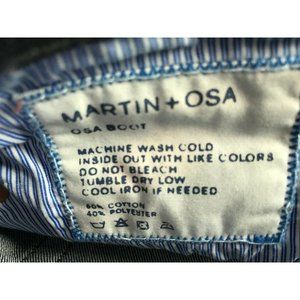 MARTIN + OSA
OSA BOOT
MACHINE WASH COLD
INSIDE OUT WITH LIKE COLORS
DO NOT BLEACH
TUMBLE DRY LOW
COOL IRON IF NEEDED
60% COTTON
40% POLYESTER